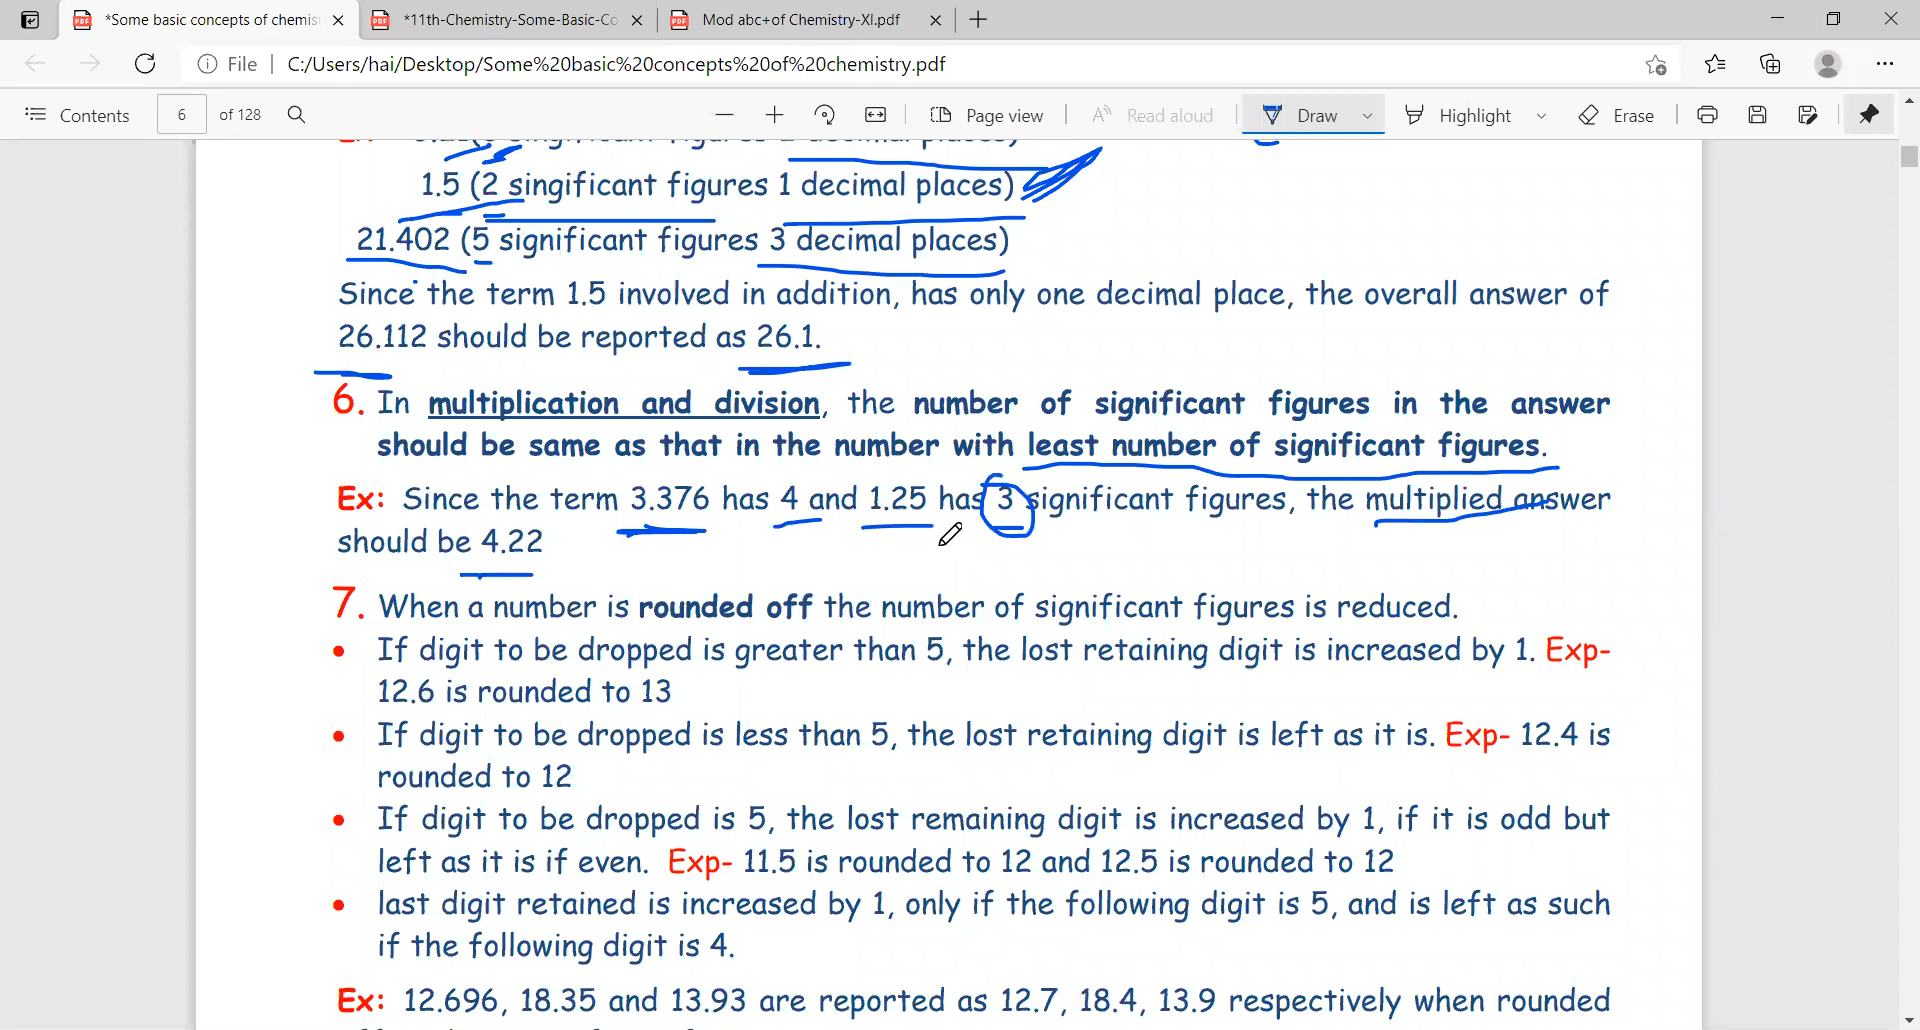 *Some basic concepts of chemis
*11th-Chemistry-Some-Basic-Co
Mod abc+of Chemistry-XI.pdf
File
C:/Users/hai/Desktop/Some%20basic%20concepts%20of%20chemistry.pdf
Contents
6
of 128
Page view
Read aloud
Draw
Highlight
Erase
1.5 (2 singificant figures 1 decimal places)
21.402 (5 significant figures 3 decimal places)
Since the term 1.5 involved in addition, has only one decimal place, the overall answer of
26.112 should be reported as 26.1.
6. In multiplication and division, the number of significant figures in the answer
should be same as that in the number with least number of significant figures.
Ex: Since the term 3.376 has 4 and 1.25 has 3 significant figures, the multiplied answer
should be 4.22
7. When a number is rounded off the number of significant figures is reduced.
• If digit to be dropped is greater than 5, the lost retaining digit is increased by 1. Exp-
12.6 is rounded to 13
• If digit to be dropped is less than 5, the lost retaining digit is left as it is. Exp- 12.4 is
rounded to 12
• If digit to be dropped is 5, the lost remaining digit is increased by 1, if it is odd but
left as it is if even. Exp- 11.5 is rounded to 12 and 12.5 is rounded to 12
• last digit retained is increased by 1, only if the following digit is 5, and is left as such
if the following digit is 4.
Ex: 12.696, 18.35 and 13.93 are reported as 12.7, 18.4, 13.9 respectively when rounded